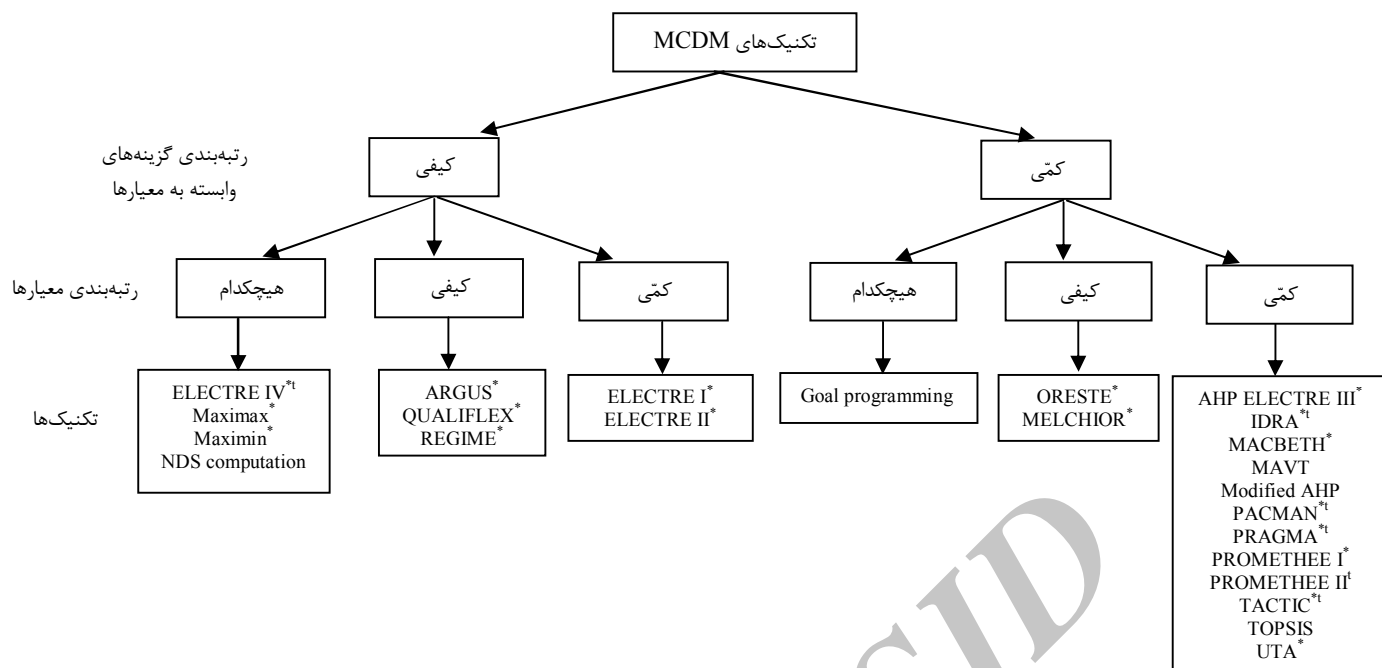 تکنیک‌های MCDM
رتبه‌بندی گزینه‌های
وابسته به معیارها
کیفی
کمّی
رتبه‌بندی معیارها
هیچکدام
کیفی
کمّی
هیچکدام
کیفی
کمّی
تکنیک‌ها
ELECTRE IV*t
Maximax*
Maximin*
NDS computation
ARGUS*
QUALIFLEX*
REGIME*
ELECTRE I*
ELECTRE II*
Goal programming
ORESTE*
MELCHIOR*
AHP ELECTRE III*
IDRA*t
MACBETH*
MAVT
Modified AHP
PACMAN*t
PRAGMA*t
PROMETHEE I*
PROMETHEE IIt
TACTIC*t
TOPSIS
UTA*
SID